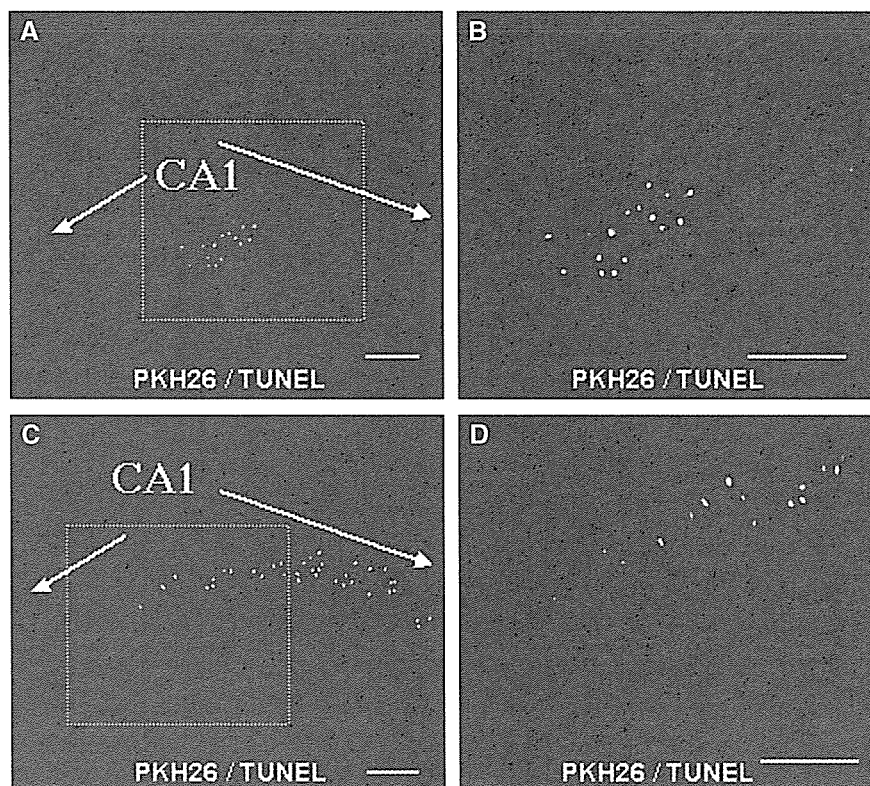 A
CA1
PKH26 / TUNEL
B
PKH26 / TUNEL
C
CA1
PKH26 / TUNEL
D
PKH26 / TUNEL